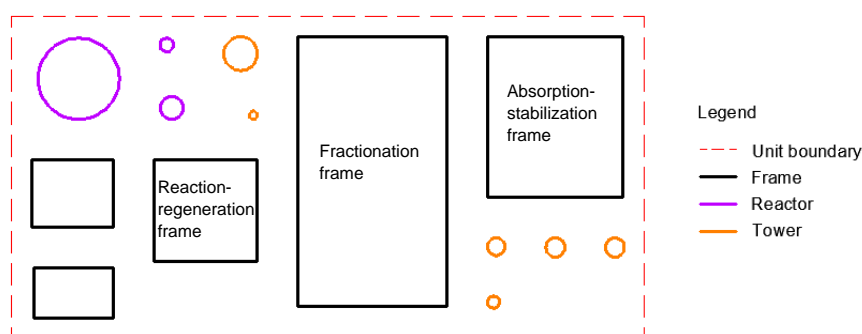 Absorption-
stabilization
frame
Fractionation
frame
Reaction-
regeneration
frame
Legend
Unit boundary
Frame
Reactor
Tower